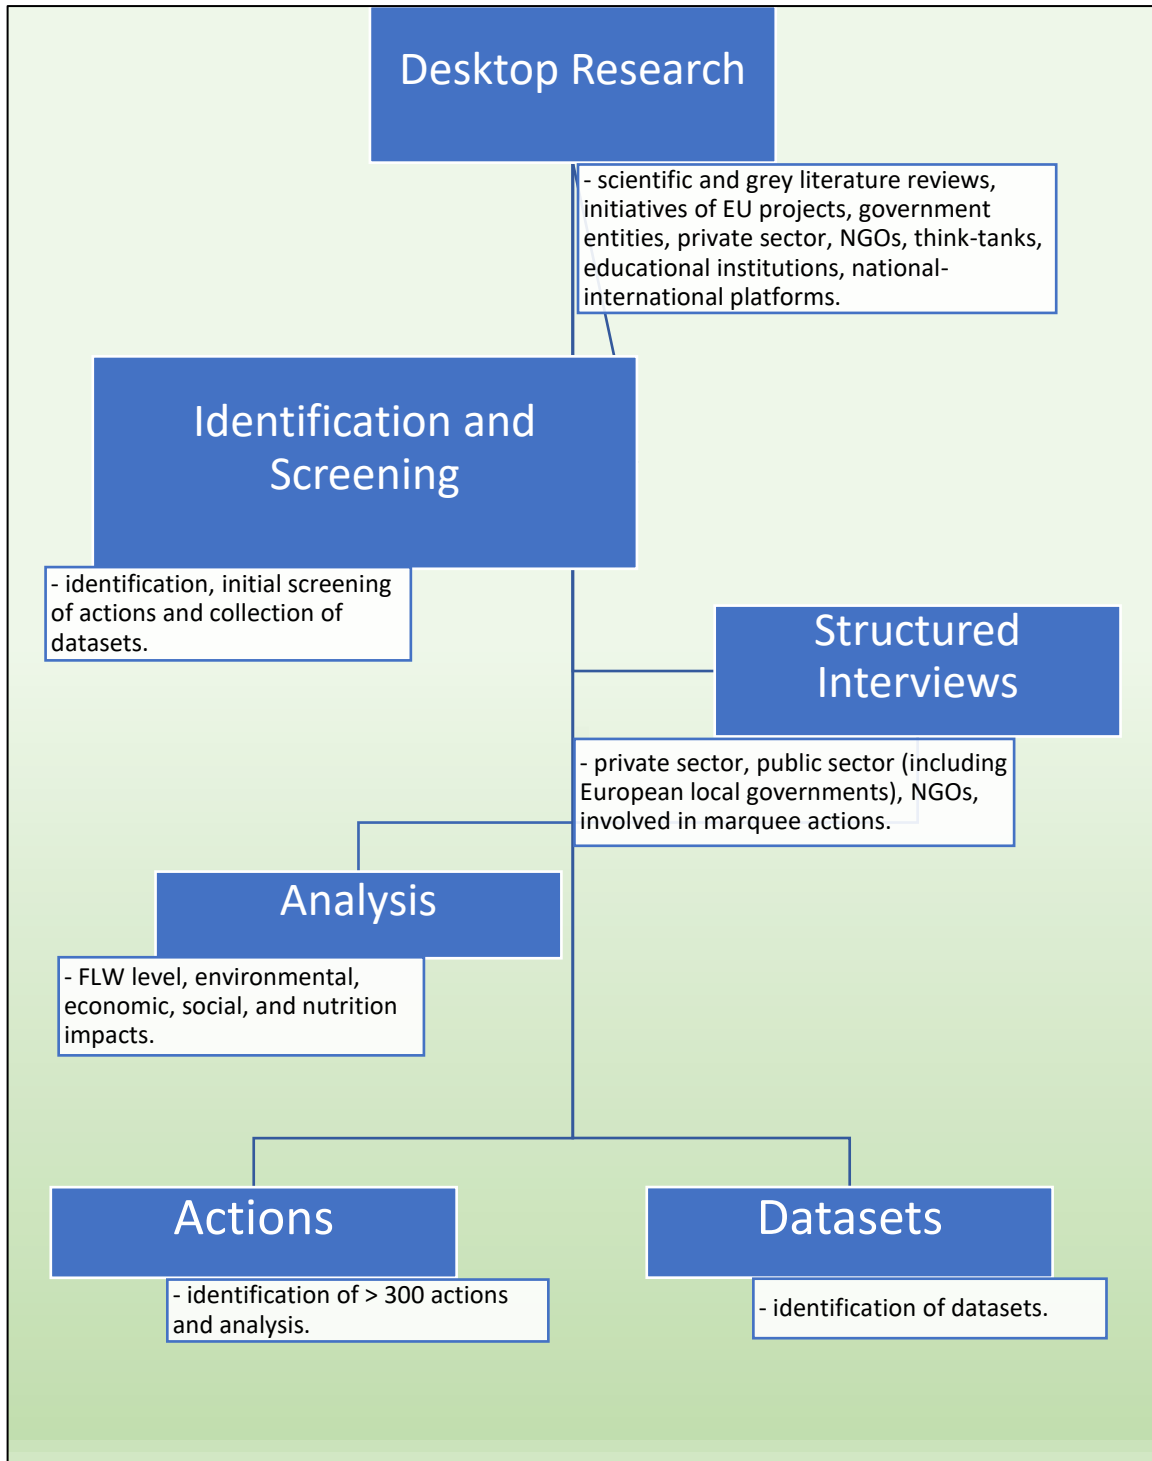 Desktop Research
- scientific and grey literature reviews,
initiatives of EU projects, government
entities, private sector, NGOs, think-tanks,
educational institutions, national-
international platforms.
Identification and
Screening
- identification, initial screening
of actions and collection of
datasets.
Structured
Interviews
- private sector, public sector (including
European local governments), NGOs,
involved in marquee actions.
Analysis
- FLW level, environmental,
economic, social, and nutrition
impacts.
Actions
- identification of > 300 actions
and analysis.
Datasets
- identification of datasets.